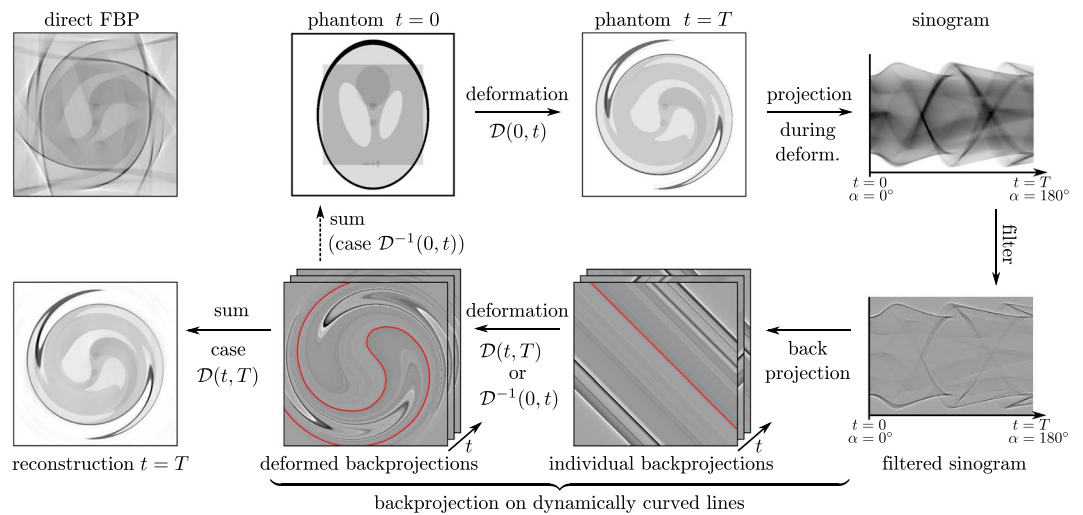 direct FBP
phantom t = 0
phantom t = T
sinogram
deformation
D(0, t)
projection
during
deform.
t = 0
α = 0°
t = T
α = 180°
sum
(case D⁻¹(0, t))
filter
sum
case
D(t, T)
deformation
D(t, T)
or
D⁻¹(0, t)
back
projection
t
t
t = 0
α = 0°
t = T
α = 180°
reconstruction t = T
deformed backprojections
individual backprojections
filtered sinogram
backprojection on dynamically curved lines